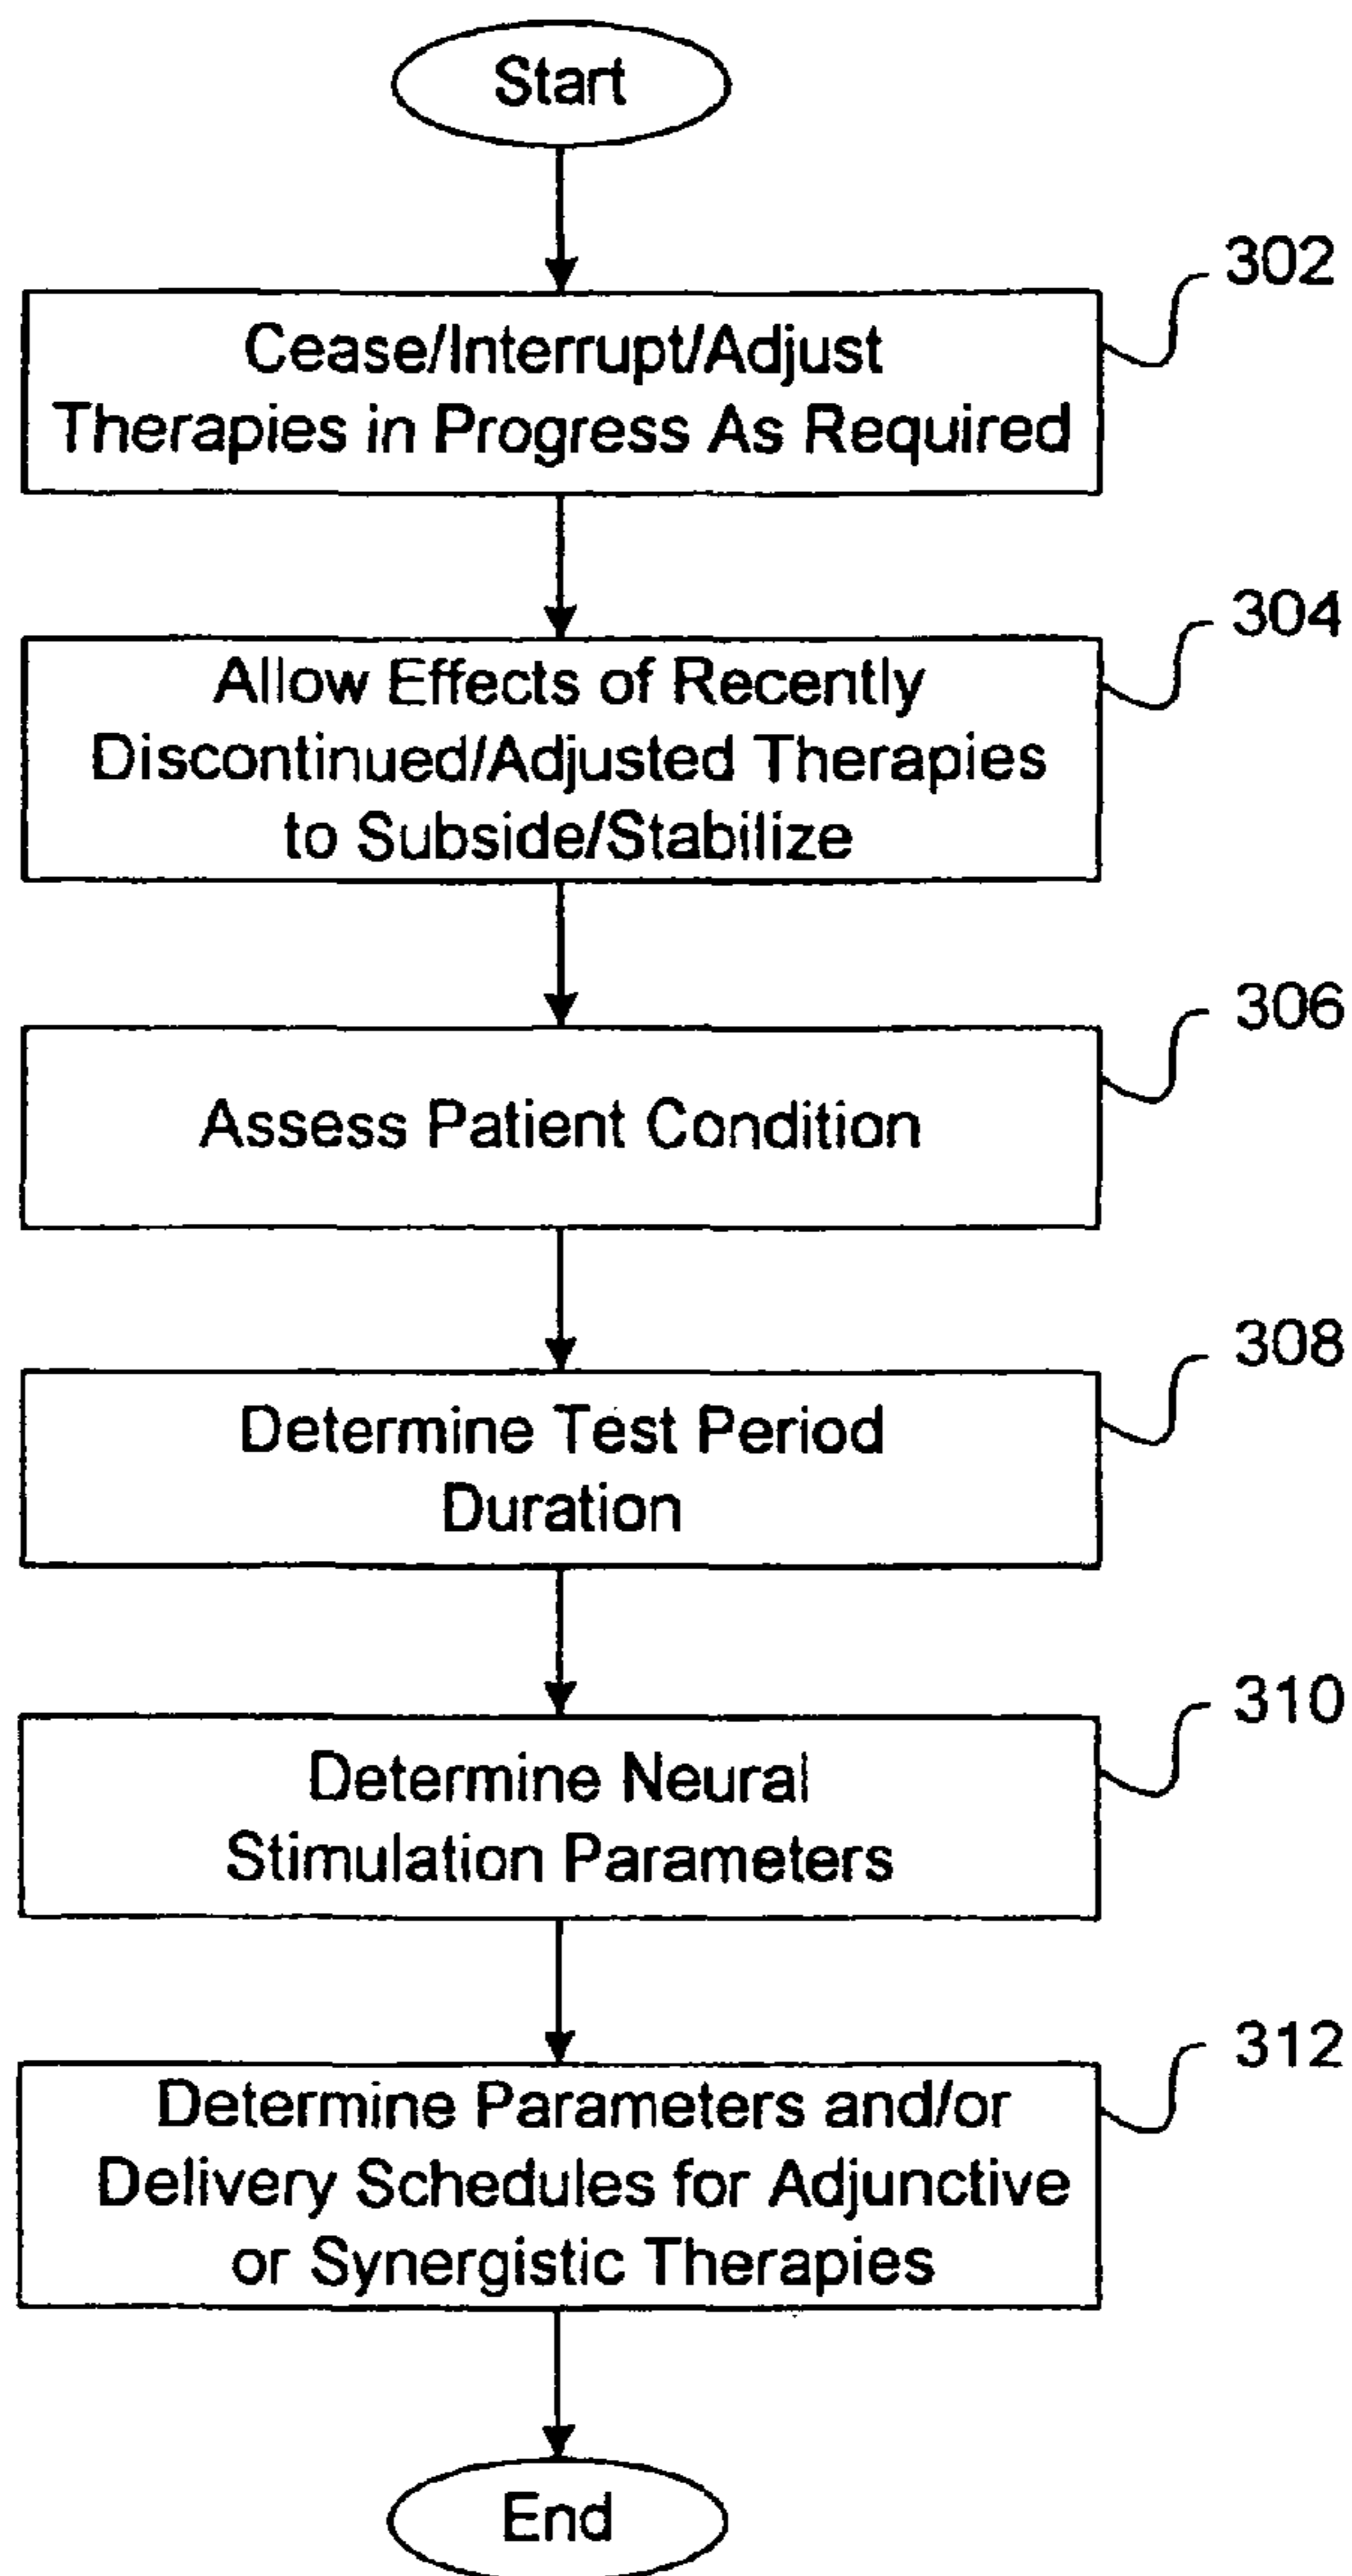 Start
302
Cease/Interrupt/Adjust
Therapies in Progress As Required
304
Allow Effects of Recently
Discontinued/Adjusted Therapies
to Subside/Stabilize
306
Assess Patient Condition
308
Determine Test Period
Duration
310
Determine Neural
Stimulation Parameters
312
Determine Parameters and/or
Delivery Schedules for Adjunctive
or Synergistic Therapies
End